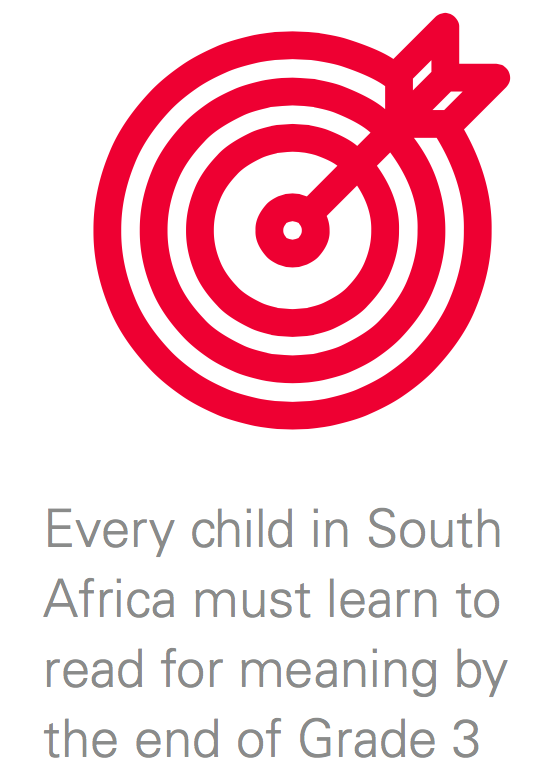 Every child in South
Africa must learn to
read for meaning by
the end of Grade 3